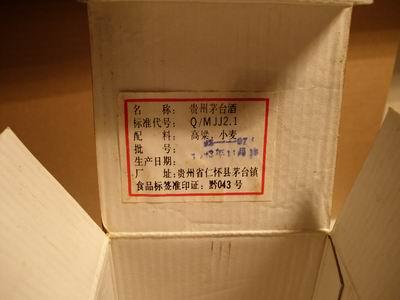 名 称: 贵州茅台酒
标准代号: Q/MJJ2.1
配 料: 高粱、小麦
批 号:
生产日期:
厂 址:贵州省仁怀县茅台镇
食品标签准印证: 黔043号